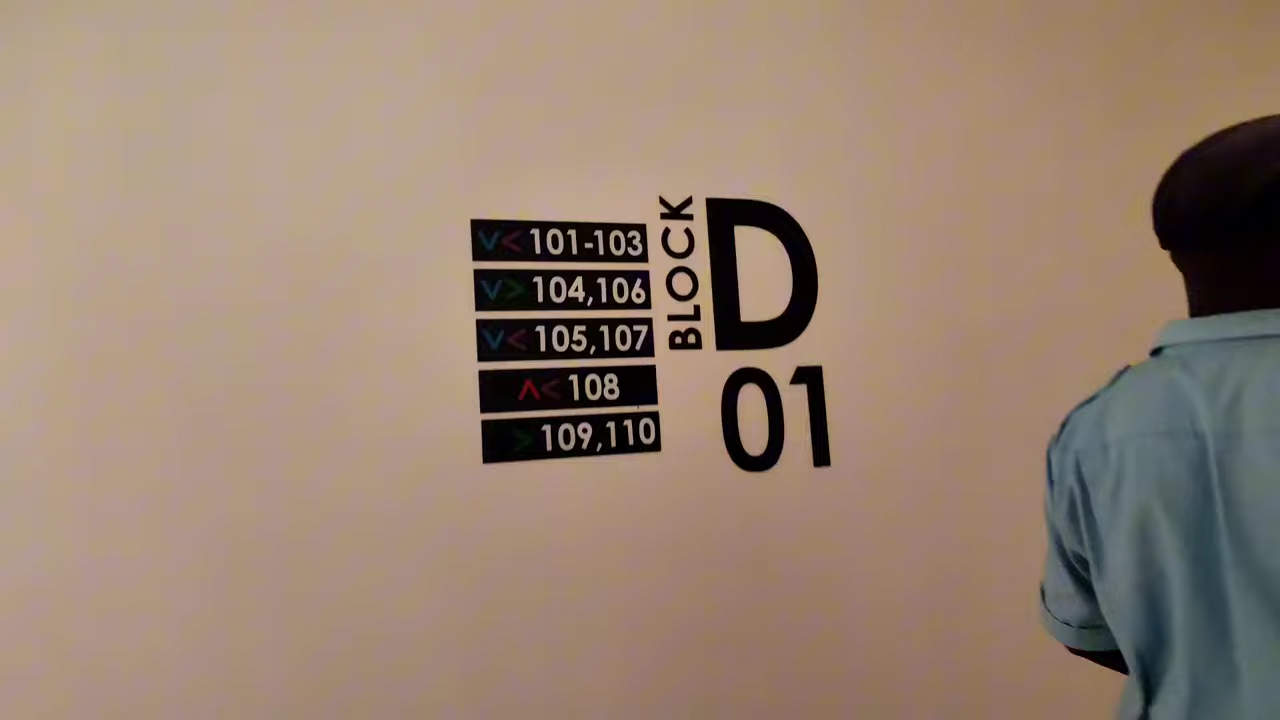 V< 101-103
V> 104,106
V< 105,107
Λ< 108
> 109,110
BLOCK
D
01